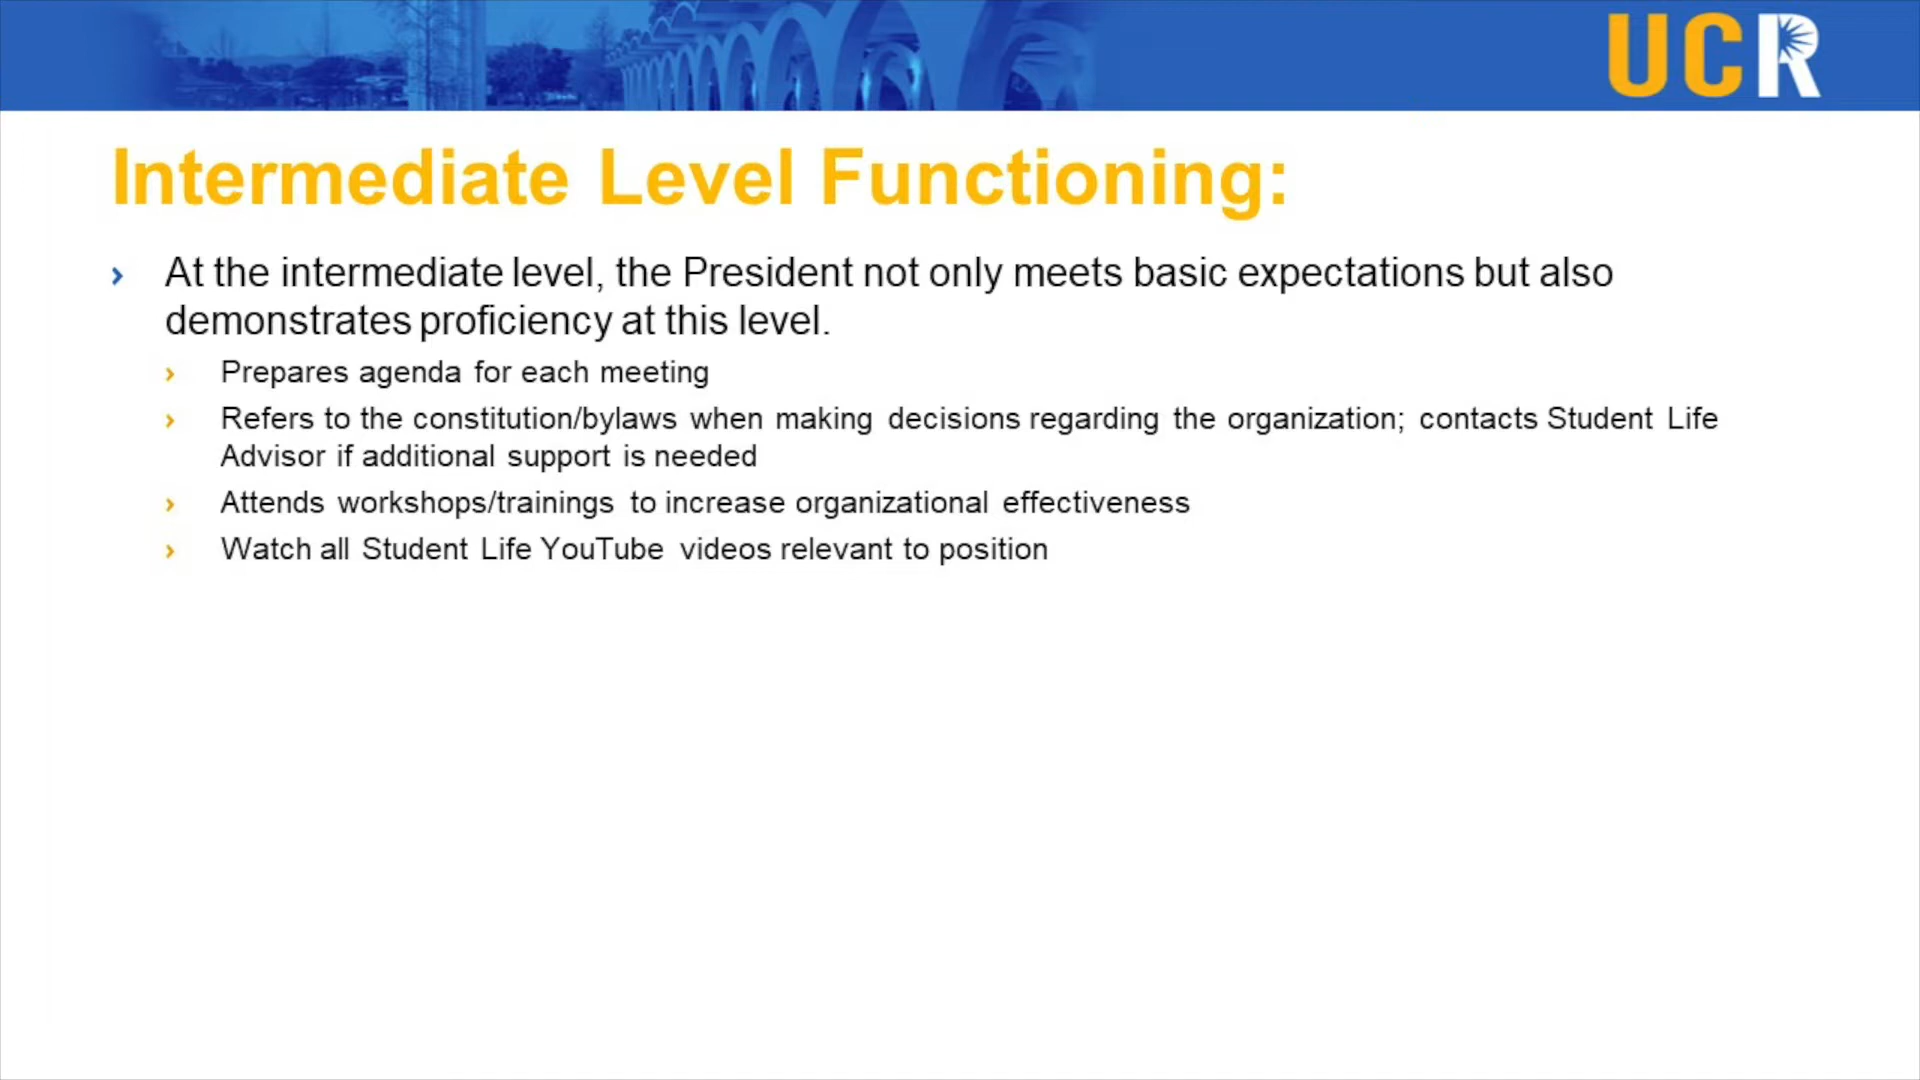 UCR
Intermediate Level Functioning:
› At the intermediate level, the President not only meets basic expectations but also
demonstrates proficiency at this level.
› Prepares agenda for each meeting
› Refers to the constitution/bylaws when making decisions regarding the organization; contacts Student Life
Advisor if additional support is needed
› Attends workshops/trainings to increase organizational effectiveness
› Watch all Student Life YouTube videos relevant to position